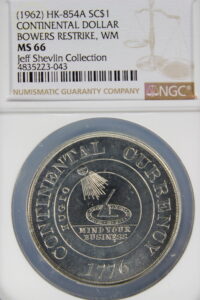 (1962) HK-854A SC$1
CONTINENTAL DOLLAR
BOWERS RESTRIKE, WM
MS 66
Jeff Shevlin Collection
4835223-043
NUMISMATIC GUARANTY COMPANY
NGC
CONTINENTAL CURRENCY
FUGIO
MIND YOUR
BUSINESS
1776